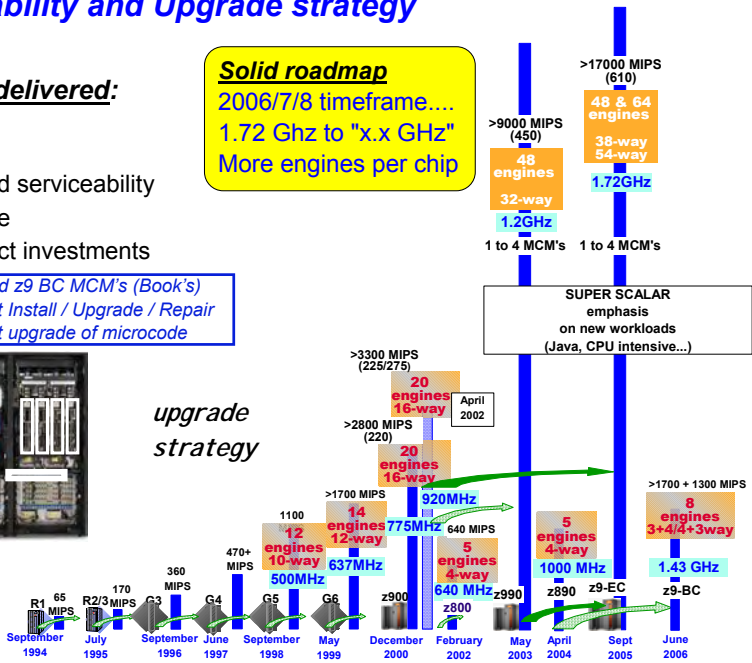 ability and Upgrade strategy
delivered:
d serviceability
e
ct investments
d z9 BC MCM's (Book's)
t Install / Upgrade / Repair
t upgrade of microcode
Solid roadmap
2006/7/8 timeframe....
1.72 Ghz to "x.x GHz"
More engines per chip
upgrade
strategy
>17000 MIPS
(610)
48 & 64
engines
38-way
54-way
1.72GHz
1 to 4 MCM's
>9000 MIPS
(450)
48
engines
32-way
1.2GHz
1 to 4 MCM's
SUPER SCALAR
emphasis
on new workloads
(Java, CPU intensive...)
>3300 MIPS
(225/275)
20
engines
16-way
April
2002
>2800 MIPS
(220)
20
engines
16-way
920MHz
775MHz
>1700 MIPS
14
engines
12-way
637MHz
1100
12
engines
10-way
500MHz
470+
MIPS
360
MIPS
170
MIPS
65
MIPS
640 MIPS
5
engines
4-way
640 MHz
5
engines
4-way
1000 MHz
>1700 + 1300 MIPS
8
engines
3+4/4+3way
1.43 GHz
R1
R2/3
G3
G4
G5
G6
z900
z800
z990
z890
z9-EC
z9-BC
September
1994
July
1995
September
1996
June
1997
September
1998
May
1999
December
2000
February
2002
May
2003
April
2004
Sept
2005
June
2006